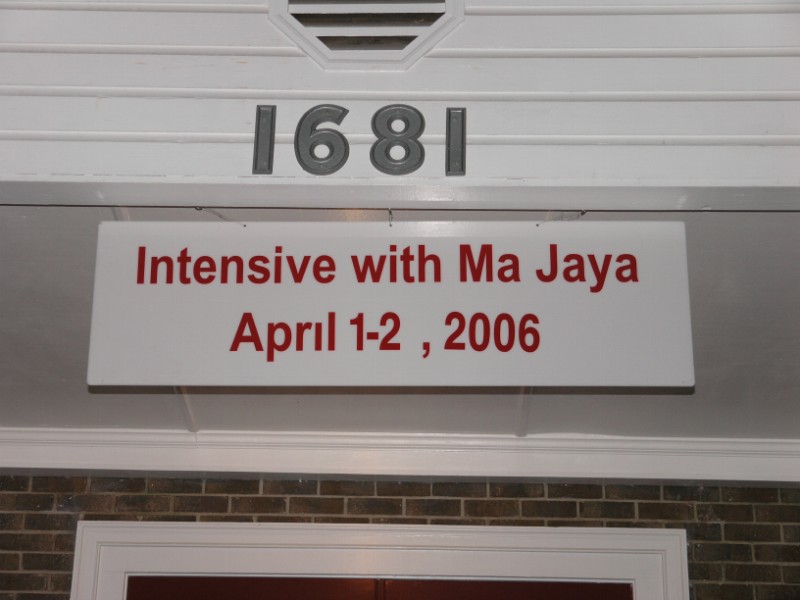 1681
Intensive with Ma Jaya
April 1-2 , 2006